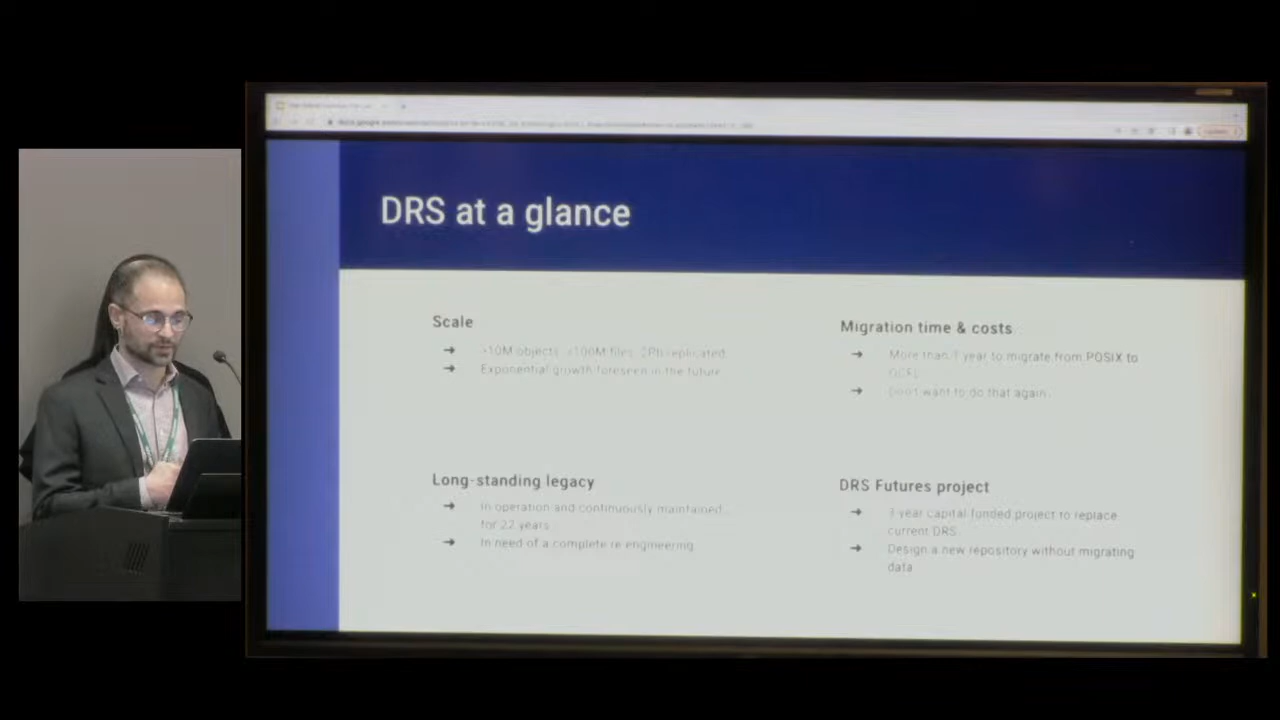 DRS at a glance
Scale
>10M objects, >100M files, 2Pb replicated
Exponential growth foreseen in the future
Long-standing legacy
In operation and continuously maintained
for 22 years
In need of a complete re engineering
Migration time & costs
More than 1 year to migrate from POSIX to
OCFL
Don't want to do that again
DRS Futures project
3 year capital funded project to replace
current DRS
Design a new repository without migrating
data